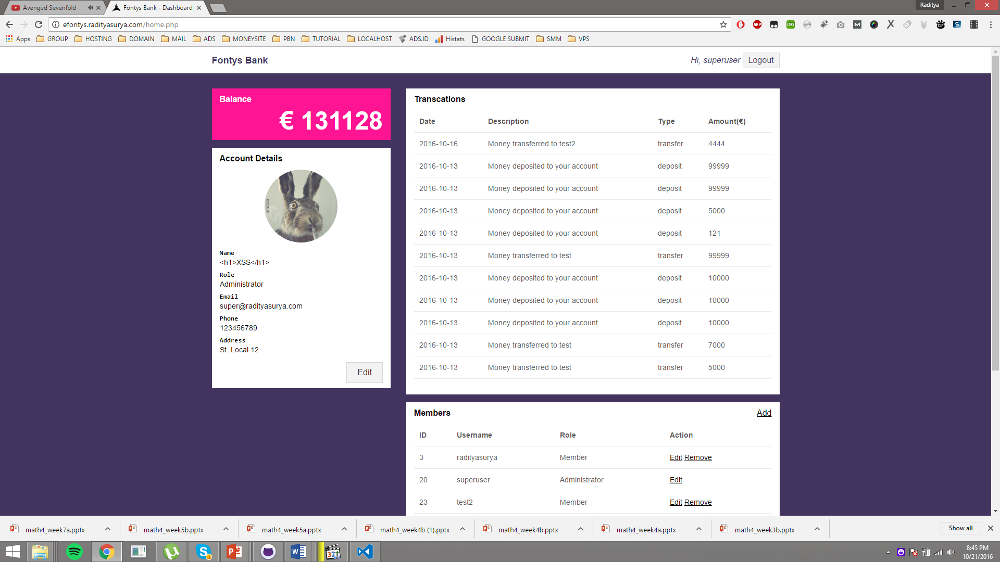 Avenged Sevenfold -
Fontys Bank - Dashboard
Raditya
efontys.radityasurya.com/home.php
Apps GROUP HOSTING DOMAIN MAIL ADS MONEYSITE PBN TUTORIAL LOCALHOST ADS.ID Histats GOOGLE SUBMIT SMM VPS
Fontys Bank
Hi, superuser Logout
Balance
€ 131128
Account Details
Name
<h1>XSS</h1>
Role
Administrator
Email
super@radityasurya.com
Phone
123456789
Address
St. Local 12
Edit
Transcations
Date Description Type Amount(€)
2016-10-16 Money transferred to test2 transfer 4444
2016-10-13 Money deposited to your account deposit 99999
2016-10-13 Money deposited to your account deposit 99999
2016-10-13 Money deposited to your account deposit 5000
2016-10-13 Money deposited to your account deposit 121
2016-10-13 Money transferred to test transfer 99999
2016-10-13 Money deposited to your account deposit 10000
2016-10-13 Money deposited to your account deposit 10000
2016-10-13 Money deposited to your account deposit 10000
2016-10-13 Money transferred to test transfer 7000
2016-10-13 Money transferred to test transfer 5000
Members Add
ID Username Role Action
3 radityasurya Member Edit Remove
20 superuser Administrator Edit
23 test2 Member Edit Remove
math4_week7a.pptx math4_week5b.pptx math4_week5a.pptx math4_week4b (1).pptx math4_week4b.pptx math4_week4a.pptx math4_week3b.pptx Show all
8:45 PM
10/21/2016